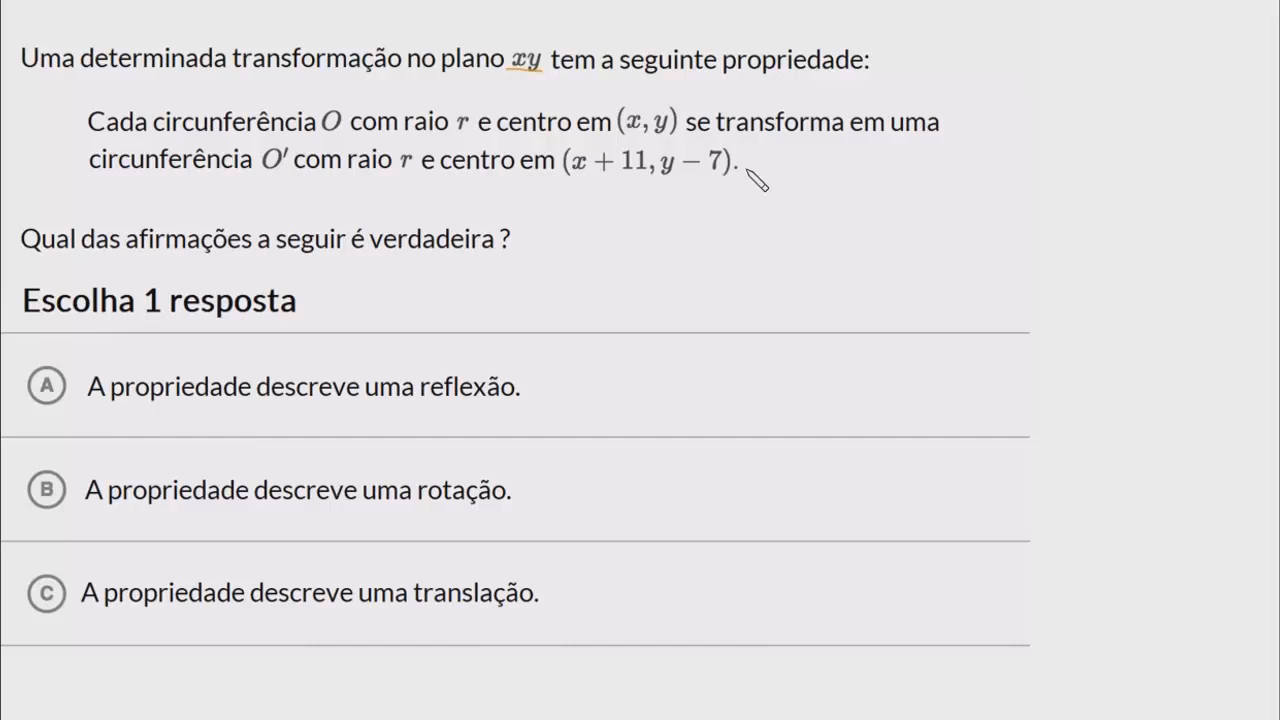 Uma determinada transformação no plano xy tem a seguinte propriedade:
Cada circunferência O com raio r e centro em (x, y) se transforma em uma
circunferência O′ com raio r e centro em (x + 11, y − 7).
Qual das afirmações a seguir é verdadeira ?
Escolha 1 resposta
A A propriedade descreve uma reflexão.
B A propriedade descreve uma rotação.
C A propriedade descreve uma translação.